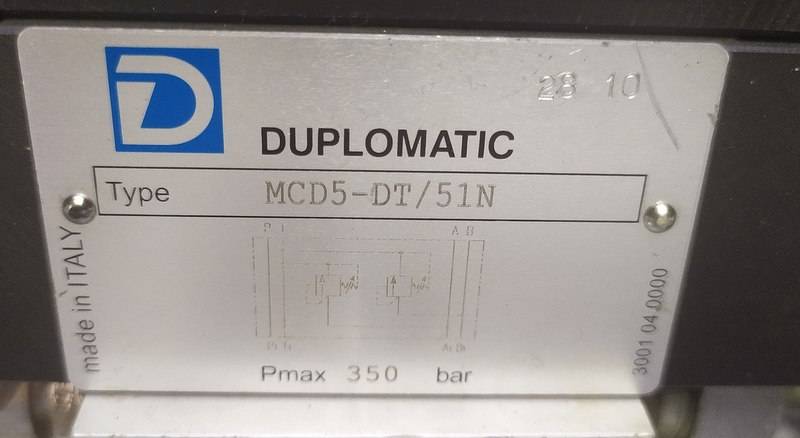 28 10
DUPLOMATIC
Type MCD5-DT/51N
P T A B
made in ITALY
3001 04 0000
Pmax 350 bar